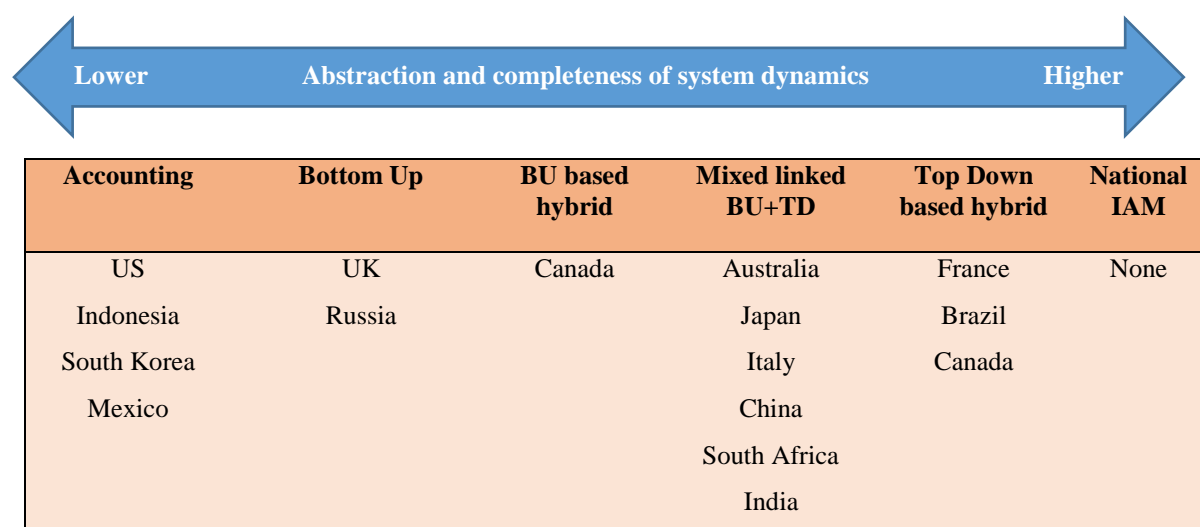 Lower Abstraction and completeness of system dynamics Higher
Accounting Bottom Up BU based hybrid Mixed linked BU+TD Top Down based hybrid National IAM
US UK Canada Australia France None
Indonesia Russia Japan Brazil
South Korea Italy Canada
Mexico China
South Africa
India